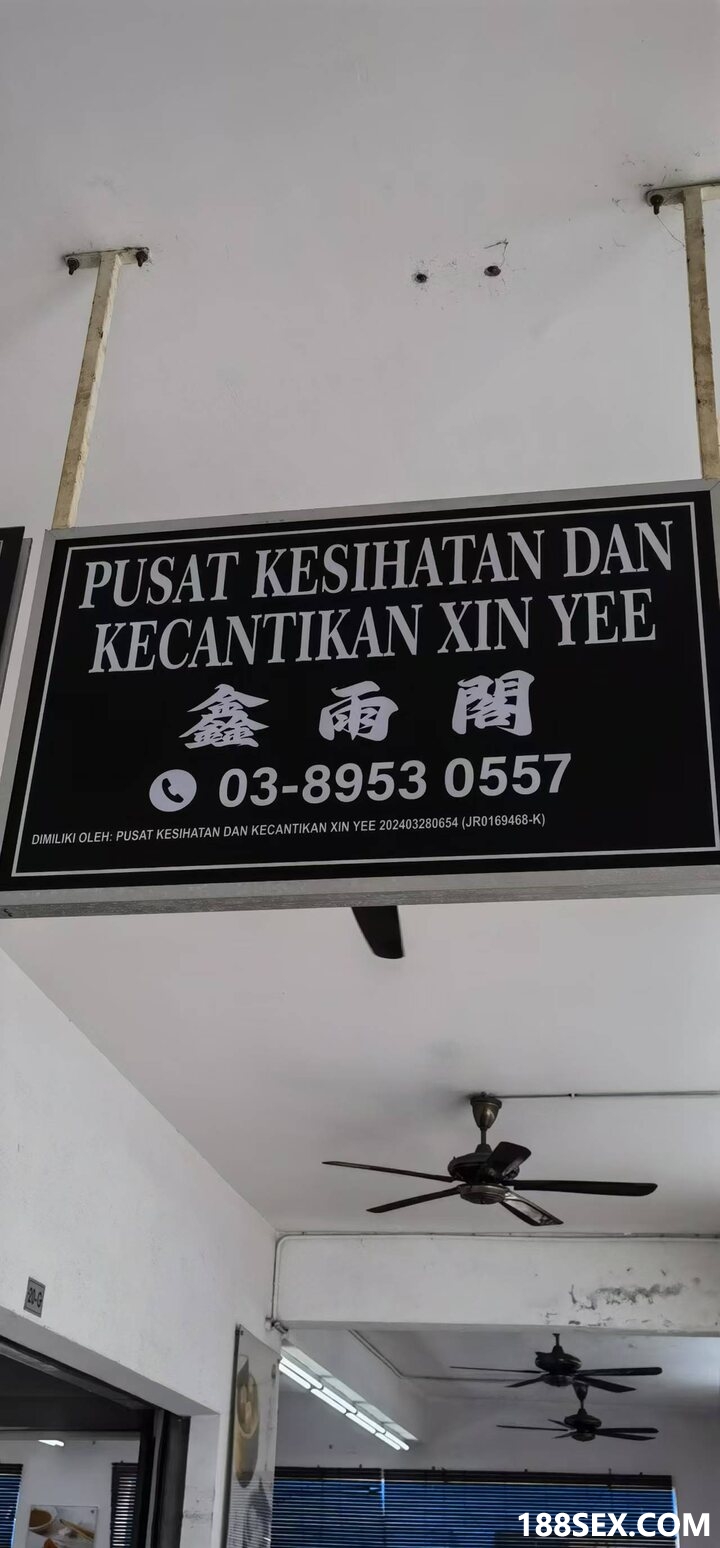 PUSAT KESIHATAN DAN
KECANTIKAN XIN YEE
鑫雨閣
03-8953 0557
DIMILIKI OLEH: PUSAT KESIHATAN DAN KECANTIKAN XIN YEE 202403280654 (JR0169468-K)
20-G
188SEX.COM